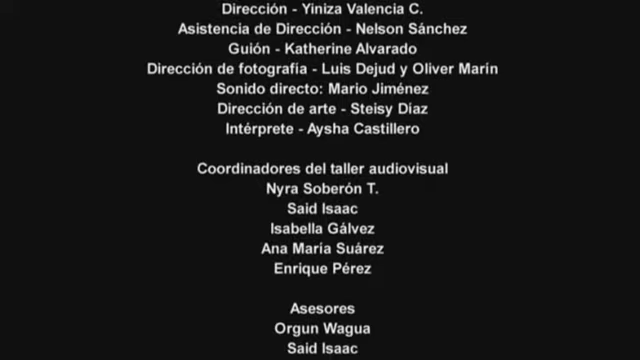 Dirección - Yiniza Valencia C.
Asistencia de Dirección - Nelson Sánchez
Guión - Katherine Alvarado
Dirección de fotografía - Luis Dejud y Oliver Marín
Sonido directo: Mario Jiménez
Dirección de arte - Steisy Díaz
Intérprete - Aysha Castillero
Coordinadores del taller audiovisual
Nyra Soberón T.
Said Isaac
Isabella Gálvez
Ana María Suárez
Enrique Pérez
Asesores
Orgun Wagua
Said Isaac